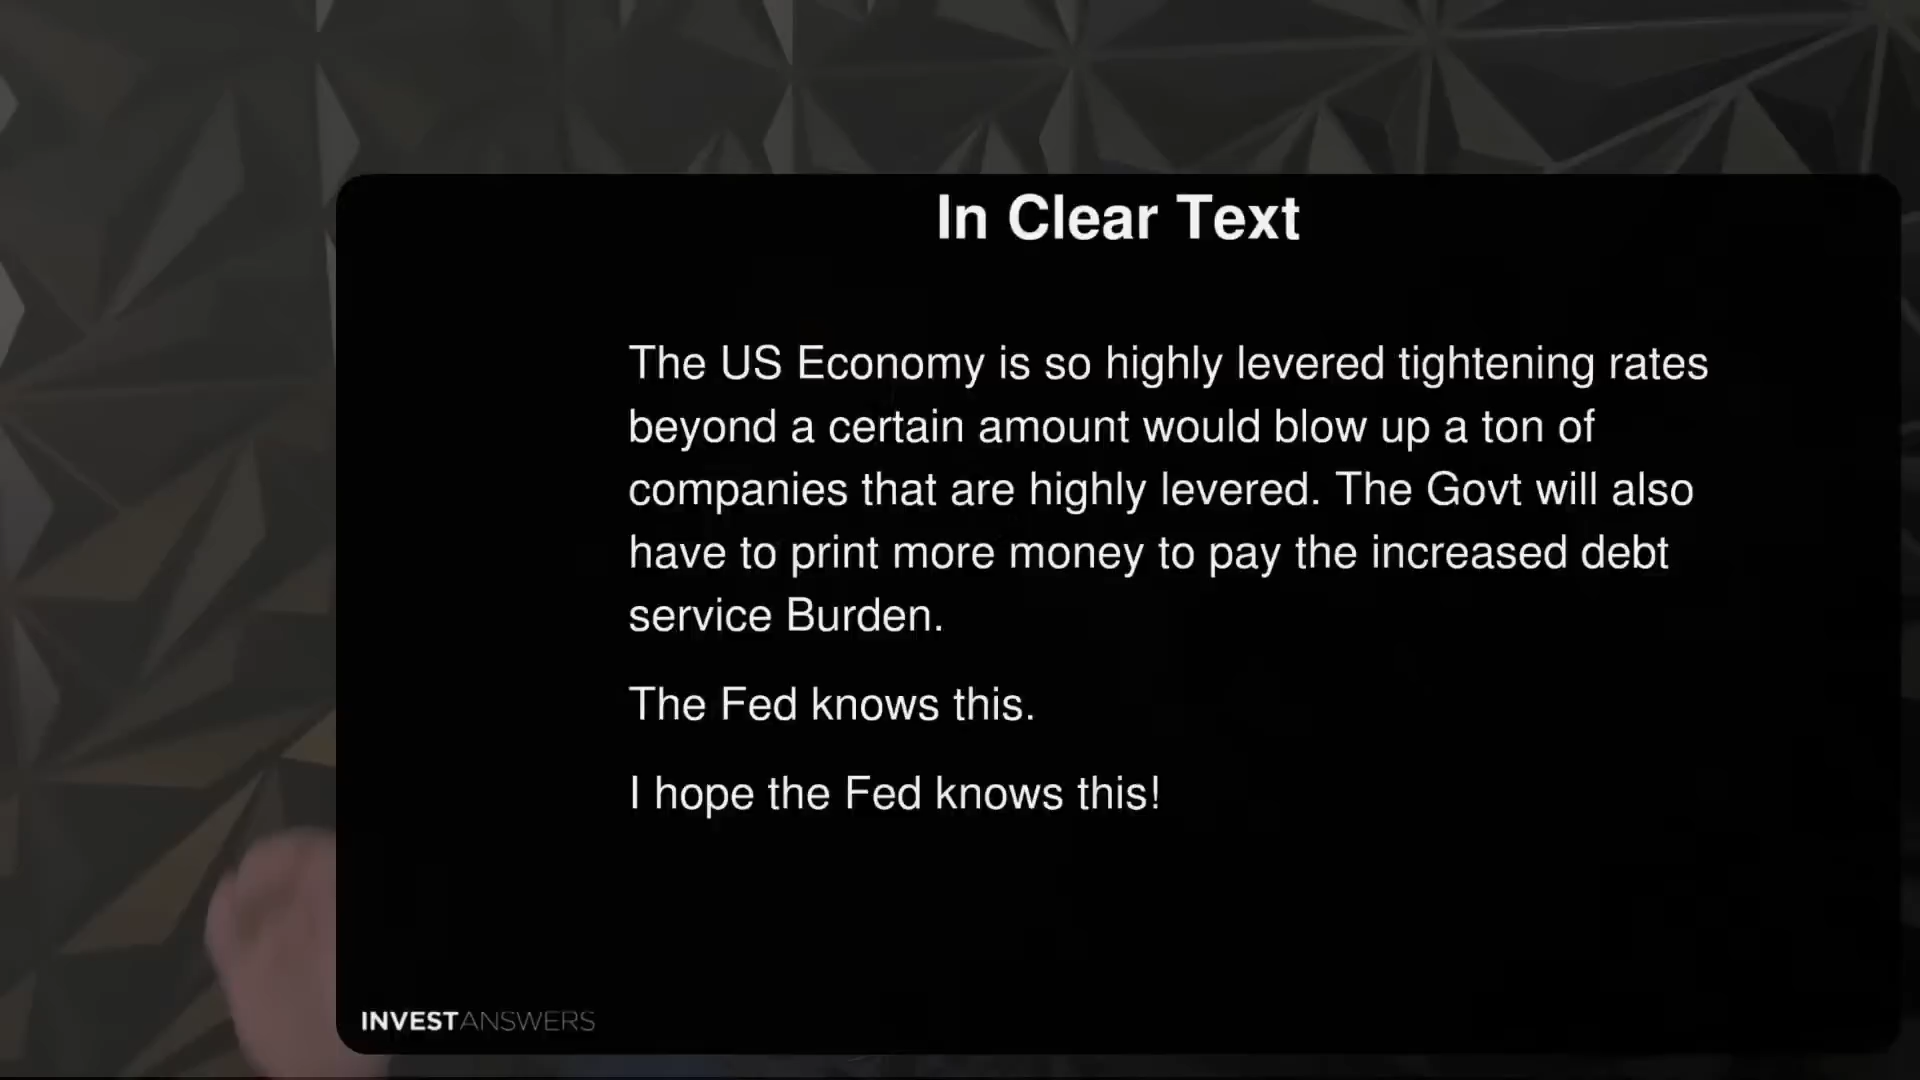 In Clear Text
The US Economy is so highly levered tightening rates
beyond a certain amount would blow up a ton of
companies that are highly levered. The Govt will also
have to print more money to pay the increased debt
service Burden.
The Fed knows this.
I hope the Fed knows this!
INVESTANSWERS